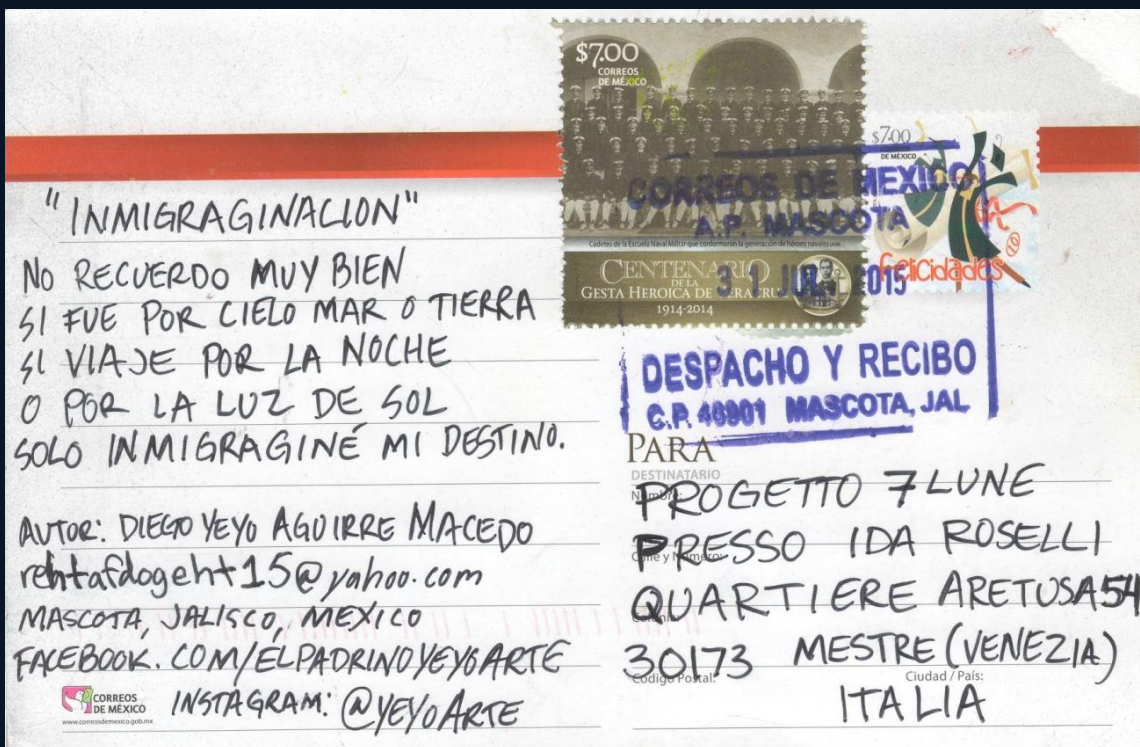 $7.00
CORREOS
DE MÉXICO
$7.00
CORREOS
DE MÉXICO
Cadetes de la Escuela Naval Militar que conformaron la generación de héroes navales
CENTENARIO
DE LA
GESTA HEROICA DE VERACRUZ
1914-2014
felicidades
CORREOS DE MEXICO
A.P. MASCOTA
31 JUL. 2015
DESPACHO Y RECIBO
C.P. 46901 MASCOTA, JAL
"INMIGRAGINACION"
NO RECUERDO MUY BIEN
SI FUE POR CIELO MAR O TIERRA
SI VIAJE POR LA NOCHE
O POR LA LUZ DE SOL
SOLO INMIGRAGINÉ MI DESTINO.
AUTOR: DIEGO YEYO AGUIRRE MACEDO
rehtafdogeht15@yahoo.com
MASCOTA, JALISCO, MEXICO
FACEBOOK.COM/ELPADRINOYEYOARTE
INSTAGRAM: @YEYOARTE
CORREOS
DE MÉXICO
www.correosdemexico.gob.mx
PARA
DESTINATARIO
Nombre:
PROGETTO 7 LUNE
Calle y Número:
PRESSO IDA ROSELLI
QUARTIERE ARETUSA 54
Colonia:
30173 MESTRE (VENEZIA)
Código Postal:
Ciudad / País:
ITALIA